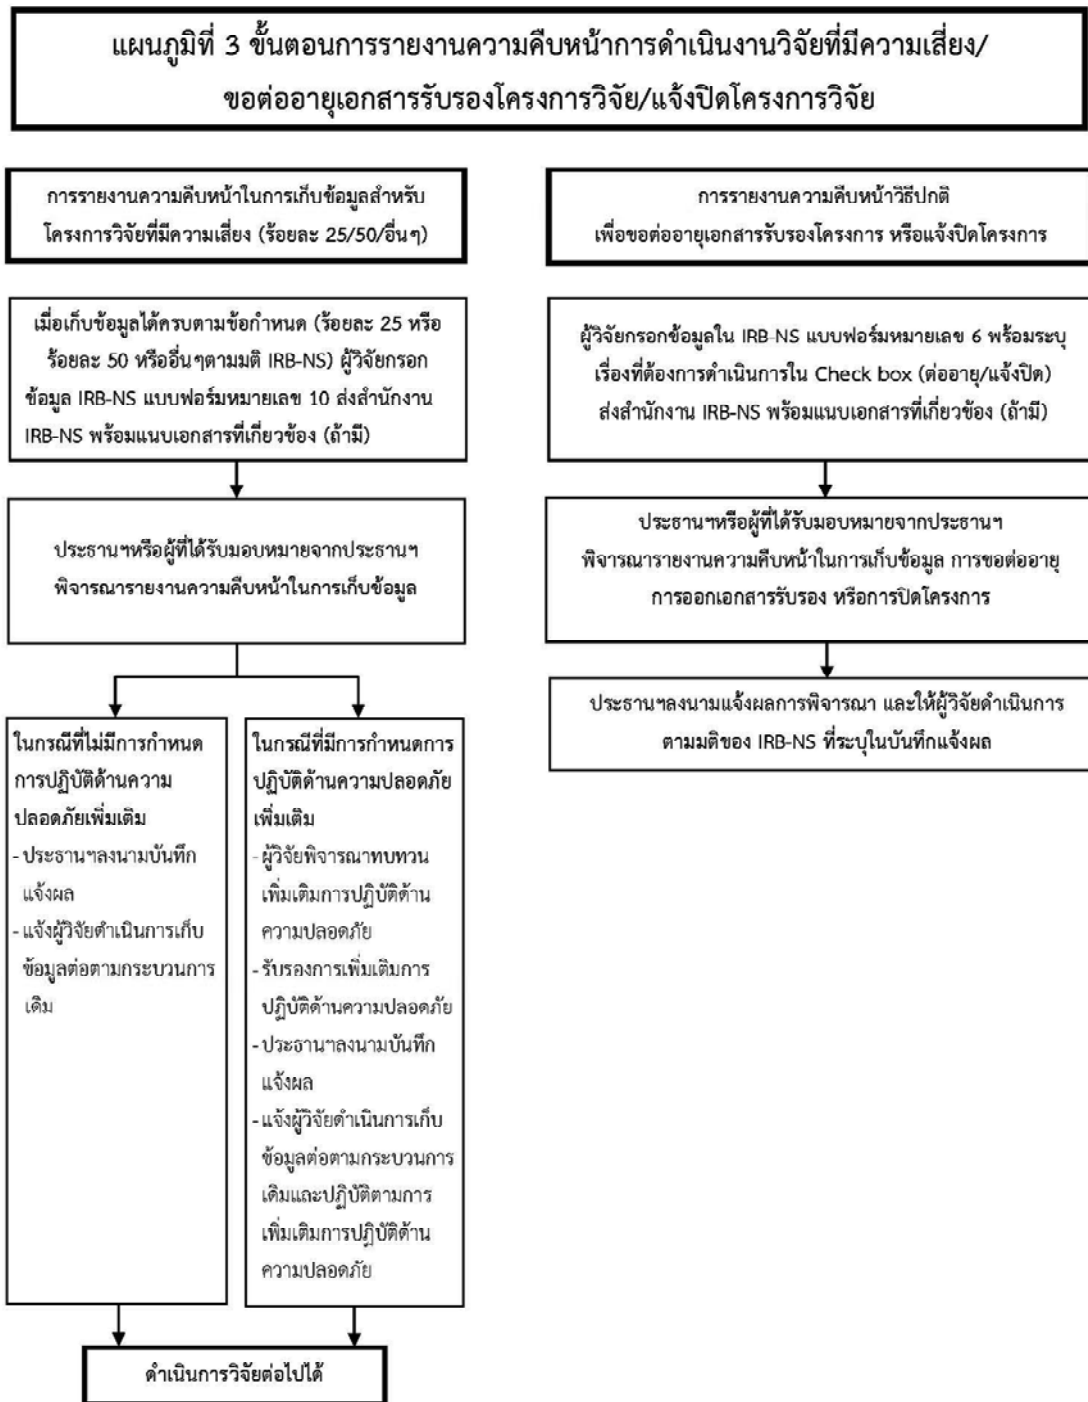 แผนภูมิที่ 3 ขั้นตอนการรายงานความคืบหน้าการดำเนินงานวิจัยที่มีความเสี่ยง/
ขอต่ออายุเอกสารรับรองโครงการวิจัย/แจ้งปิดโครงการวิจัย
การรายงานความคืบหน้าในการเก็บข้อมูลสำหรับ
โครงการวิจัยที่มีความเสี่ยง (ร้อยละ 25/50/อื่นๆ)
เมื่อเก็บข้อมูลได้ครบตามข้อกำหนด (ร้อยละ 25 หรือ
ร้อยละ 50 หรืออื่นๆตามมติ IRB-NS) ผู้วิจัยกรอก
ข้อมูล IRB-NS แบบฟอร์มหมายเลข 10 ส่งสำนักงาน
IRB-NS พร้อมแนบเอกสารที่เกี่ยวข้อง (ถ้ามี)
ประธานฯหรือผู้ที่ได้รับมอบหมายจากประธานฯ
พิจารณารายงานความคืบหน้าในการเก็บข้อมูล
ในกรณีที่ไม่มีการกำหนด
การปฏิบัติด้านความ
ปลอดภัยเพิ่มเติม
- ประธานฯลงนามบันทึก
แจ้งผล
- แจ้งผู้วิจัยดำเนินการเก็บ
ข้อมูลต่อตามกระบวนการ
เดิม
ในกรณีที่มีการกำหนดการ
ปฏิบัติด้านความปลอดภัย
เพิ่มเติม
- ผู้วิจัยพิจารณาทบทวน
เพิ่มเติมการปฏิบัติด้าน
ความปลอดภัย
- รับรองการเพิ่มเติมการ
ปฏิบัติด้านความปลอดภัย
- ประธานฯลงนามบันทึก
แจ้งผล
- แจ้งผู้วิจัยดำเนินการเก็บ
ข้อมูลต่อตามกระบวนการ
เดิมและปฏิบัติตามการ
เพิ่มเติมการปฏิบัติด้าน
ความปลอดภัย
ดำเนินการวิจัยต่อไปได้
การรายงานความคืบหน้าวิธีปกติ
เพื่อขอต่ออายุเอกสารรับรองโครงการ หรือแจ้งปิดโครงการ
ผู้วิจัยกรอกข้อมูลใน IRB-NS แบบฟอร์มหมายเลข 6 พร้อมระบุ
เรื่องที่ต้องการดำเนินการใน Check box (ต่ออายุ/แจ้งปิด)
ส่งสำนักงาน IRB-NS พร้อมแนบเอกสารที่เกี่ยวข้อง (ถ้ามี)
ประธานฯหรือผู้ที่ได้รับมอบหมายจากประธานฯ
พิจารณารายงานความคืบหน้าในการเก็บข้อมูล การขอต่ออายุ
การออกเอกสารรับรอง หรือการปิดโครงการ
ประธานฯลงนามแจ้งผลการพิจารณา และให้ผู้วิจัยดำเนินการ
ตามมติของ IRB-NS ที่ระบุในบันทึกแจ้งผล